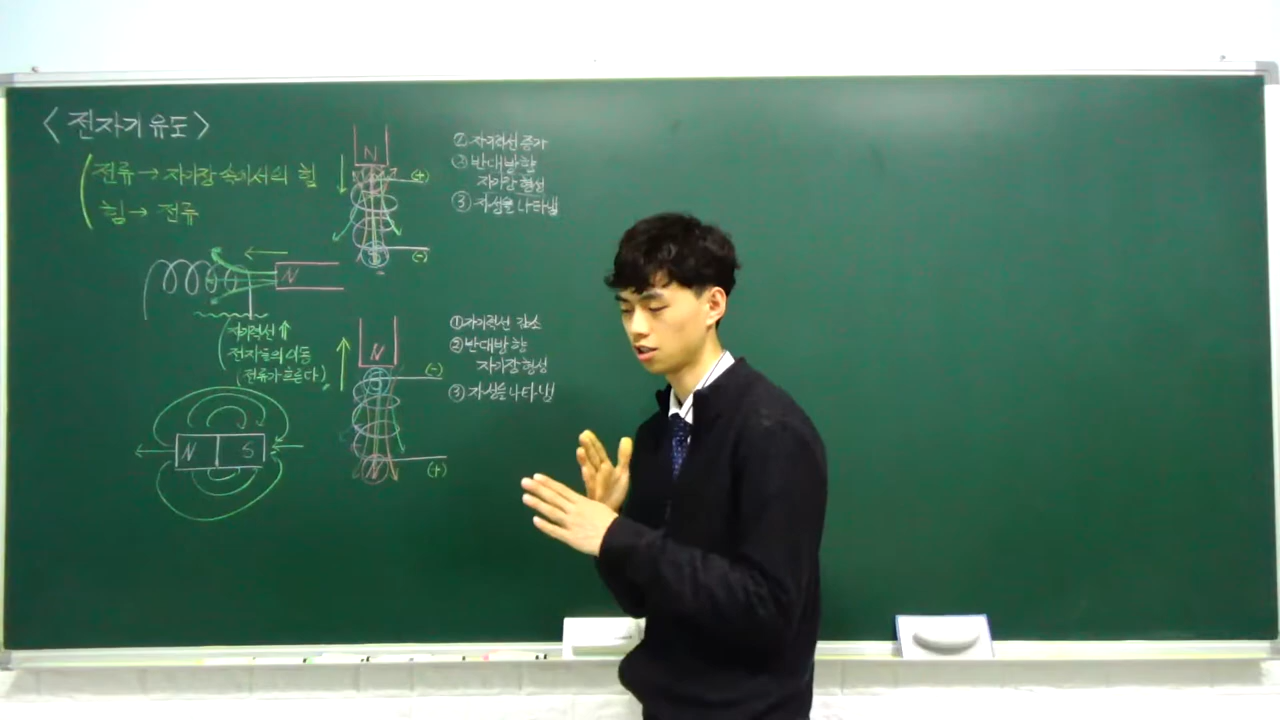 <전자기유도>
전류 → 자기장 속에서의 힘
힘 → 전류
N
자기력선 ⇑
전자들의 이동
(전류가 흐른다)
N S
N
(+)
(-)
② 자기력선 증가
② 반대방향
자기장 형성
③ 자성을 나타냄
N
(-)
S
N
(+)
① 자기력선 감소
② 반대방향
자기장 형성
③ 자성을 나타냄